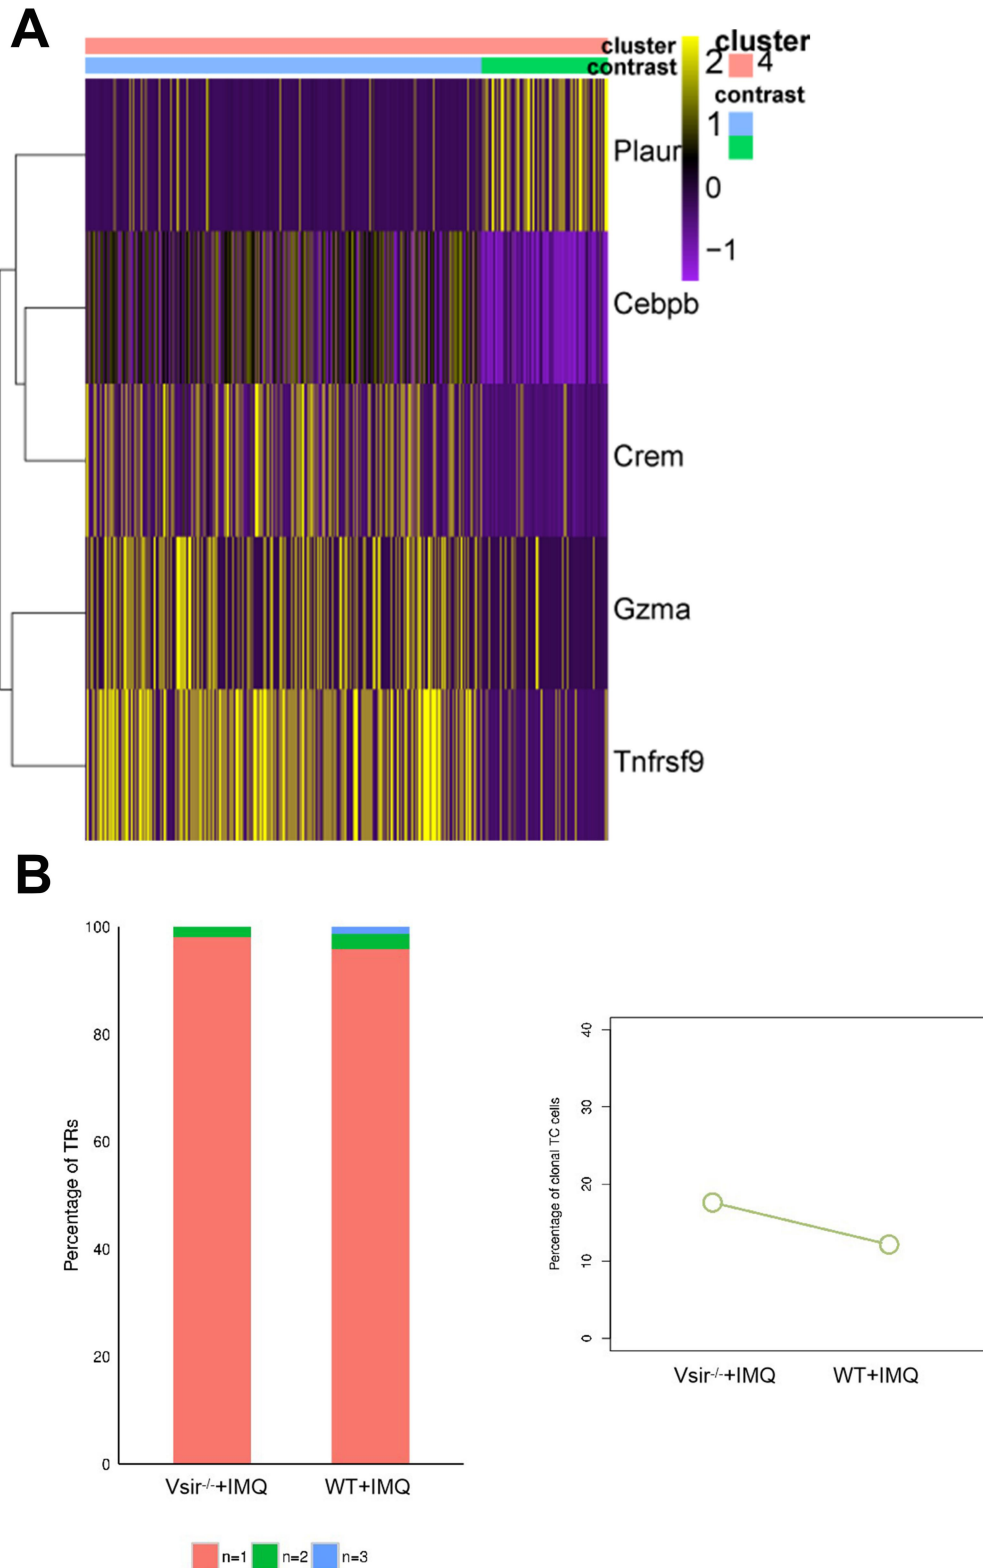 A
cluster
contrast
2
1
0
−1
cluster
4
contrast
Plaur
Cebpb
Crem
Gzma
Tnfrsf9
B
Percentage of TRs
100
80
60
40
20
0
Vsir-/-+IMQ
WT+IMQ
n=1 n=2 n=3
Percentage of clonal TC cells
40
30
20
10
0
Vsir-/-+IMQ
WT+IMQ